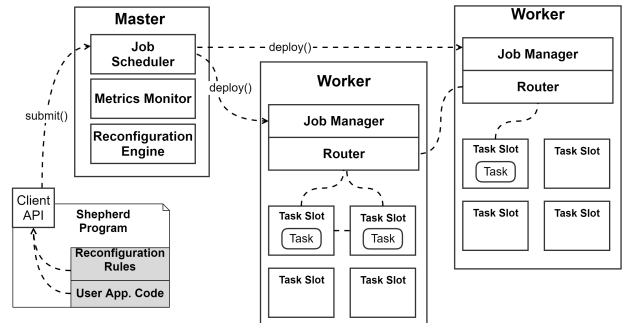 Master
Job
Scheduler
Metrics Monitor
Reconfiguration
Engine
submit()
deploy()
deploy()
Client
API
Shepherd
Program
Reconfiguration
Rules
User App. Code
Worker
Job Manager
Router
Task Slot
Task
Task Slot
Task
Task Slot
Task Slot
Worker
Job Manager
Router
Task Slot
Task
Task Slot
Task Slot
Task Slot